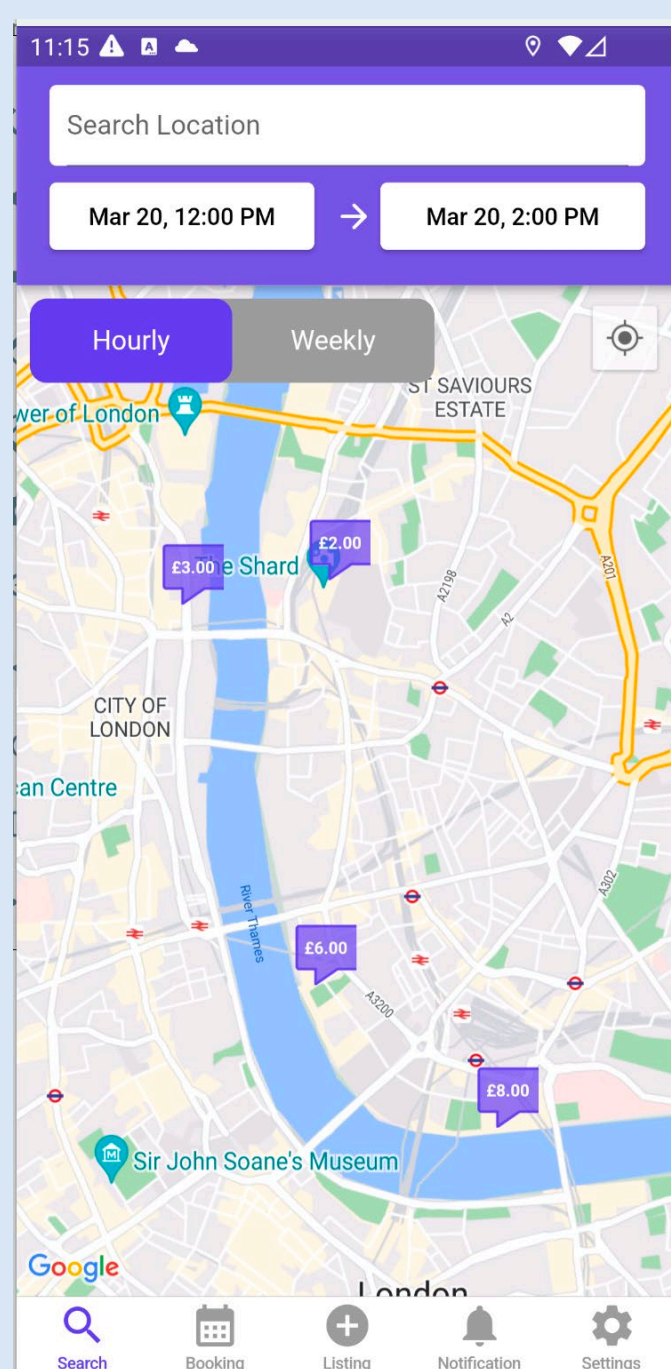 11:15
Search Location
Mar 20, 12:00 PM
Mar 20, 2:00 PM
Hourly
Weekly
ST SAVIOURS
ESTATE
wer of London
£2.00
A201
£3.00
The Shard
A2198
A2
CITY OF
LONDON
can Centre
River Thames
A302
£6.00
A3200
£8.00
Sir John Soane's Museum
Google
London
Search
Booking
Listing
Notification
Settings